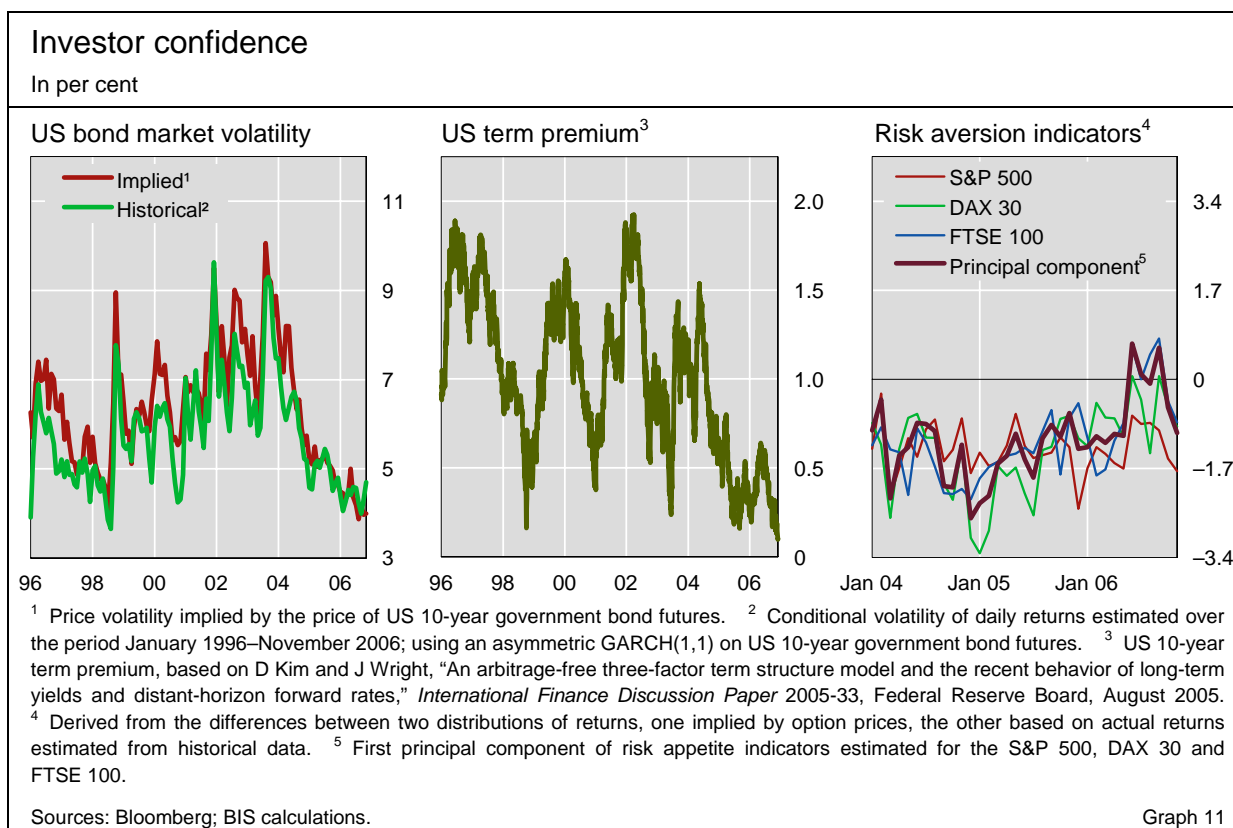 Investor confidence
In per cent
US bond market volatility
Implied¹
Historical²
11
9
7
5
3
96 98 00 02 04 06
US term premium³
2.0
1.5
1.0
0.5
0
96 98 00 02 04 06
Risk aversion indicators⁴
S&P 500
DAX 30
FTSE 100
Principal component⁵
3.4
1.7
0
–1.7
–3.4
Jan 04 Jan 05 Jan 06
¹ Price volatility implied by the price of US 10-year government bond futures. ² Conditional volatility of daily returns estimated over
the period January 1996–November 2006; using an asymmetric GARCH(1,1) on US 10-year government bond futures. ³ US 10-year
term premium, based on D Kim and J Wright, “An arbitrage-free three-factor term structure model and the recent behavior of long-term
yields and distant-horizon forward rates,” International Finance Discussion Paper 2005-33, Federal Reserve Board, August 2005.
⁴ Derived from the differences between two distributions of returns, one implied by option prices, the other based on actual returns
estimated from historical data. ⁵ First principal component of risk appetite indicators estimated for the S&P 500, DAX 30 and
FTSE 100.
Sources: Bloomberg; BIS calculations.
Graph 11